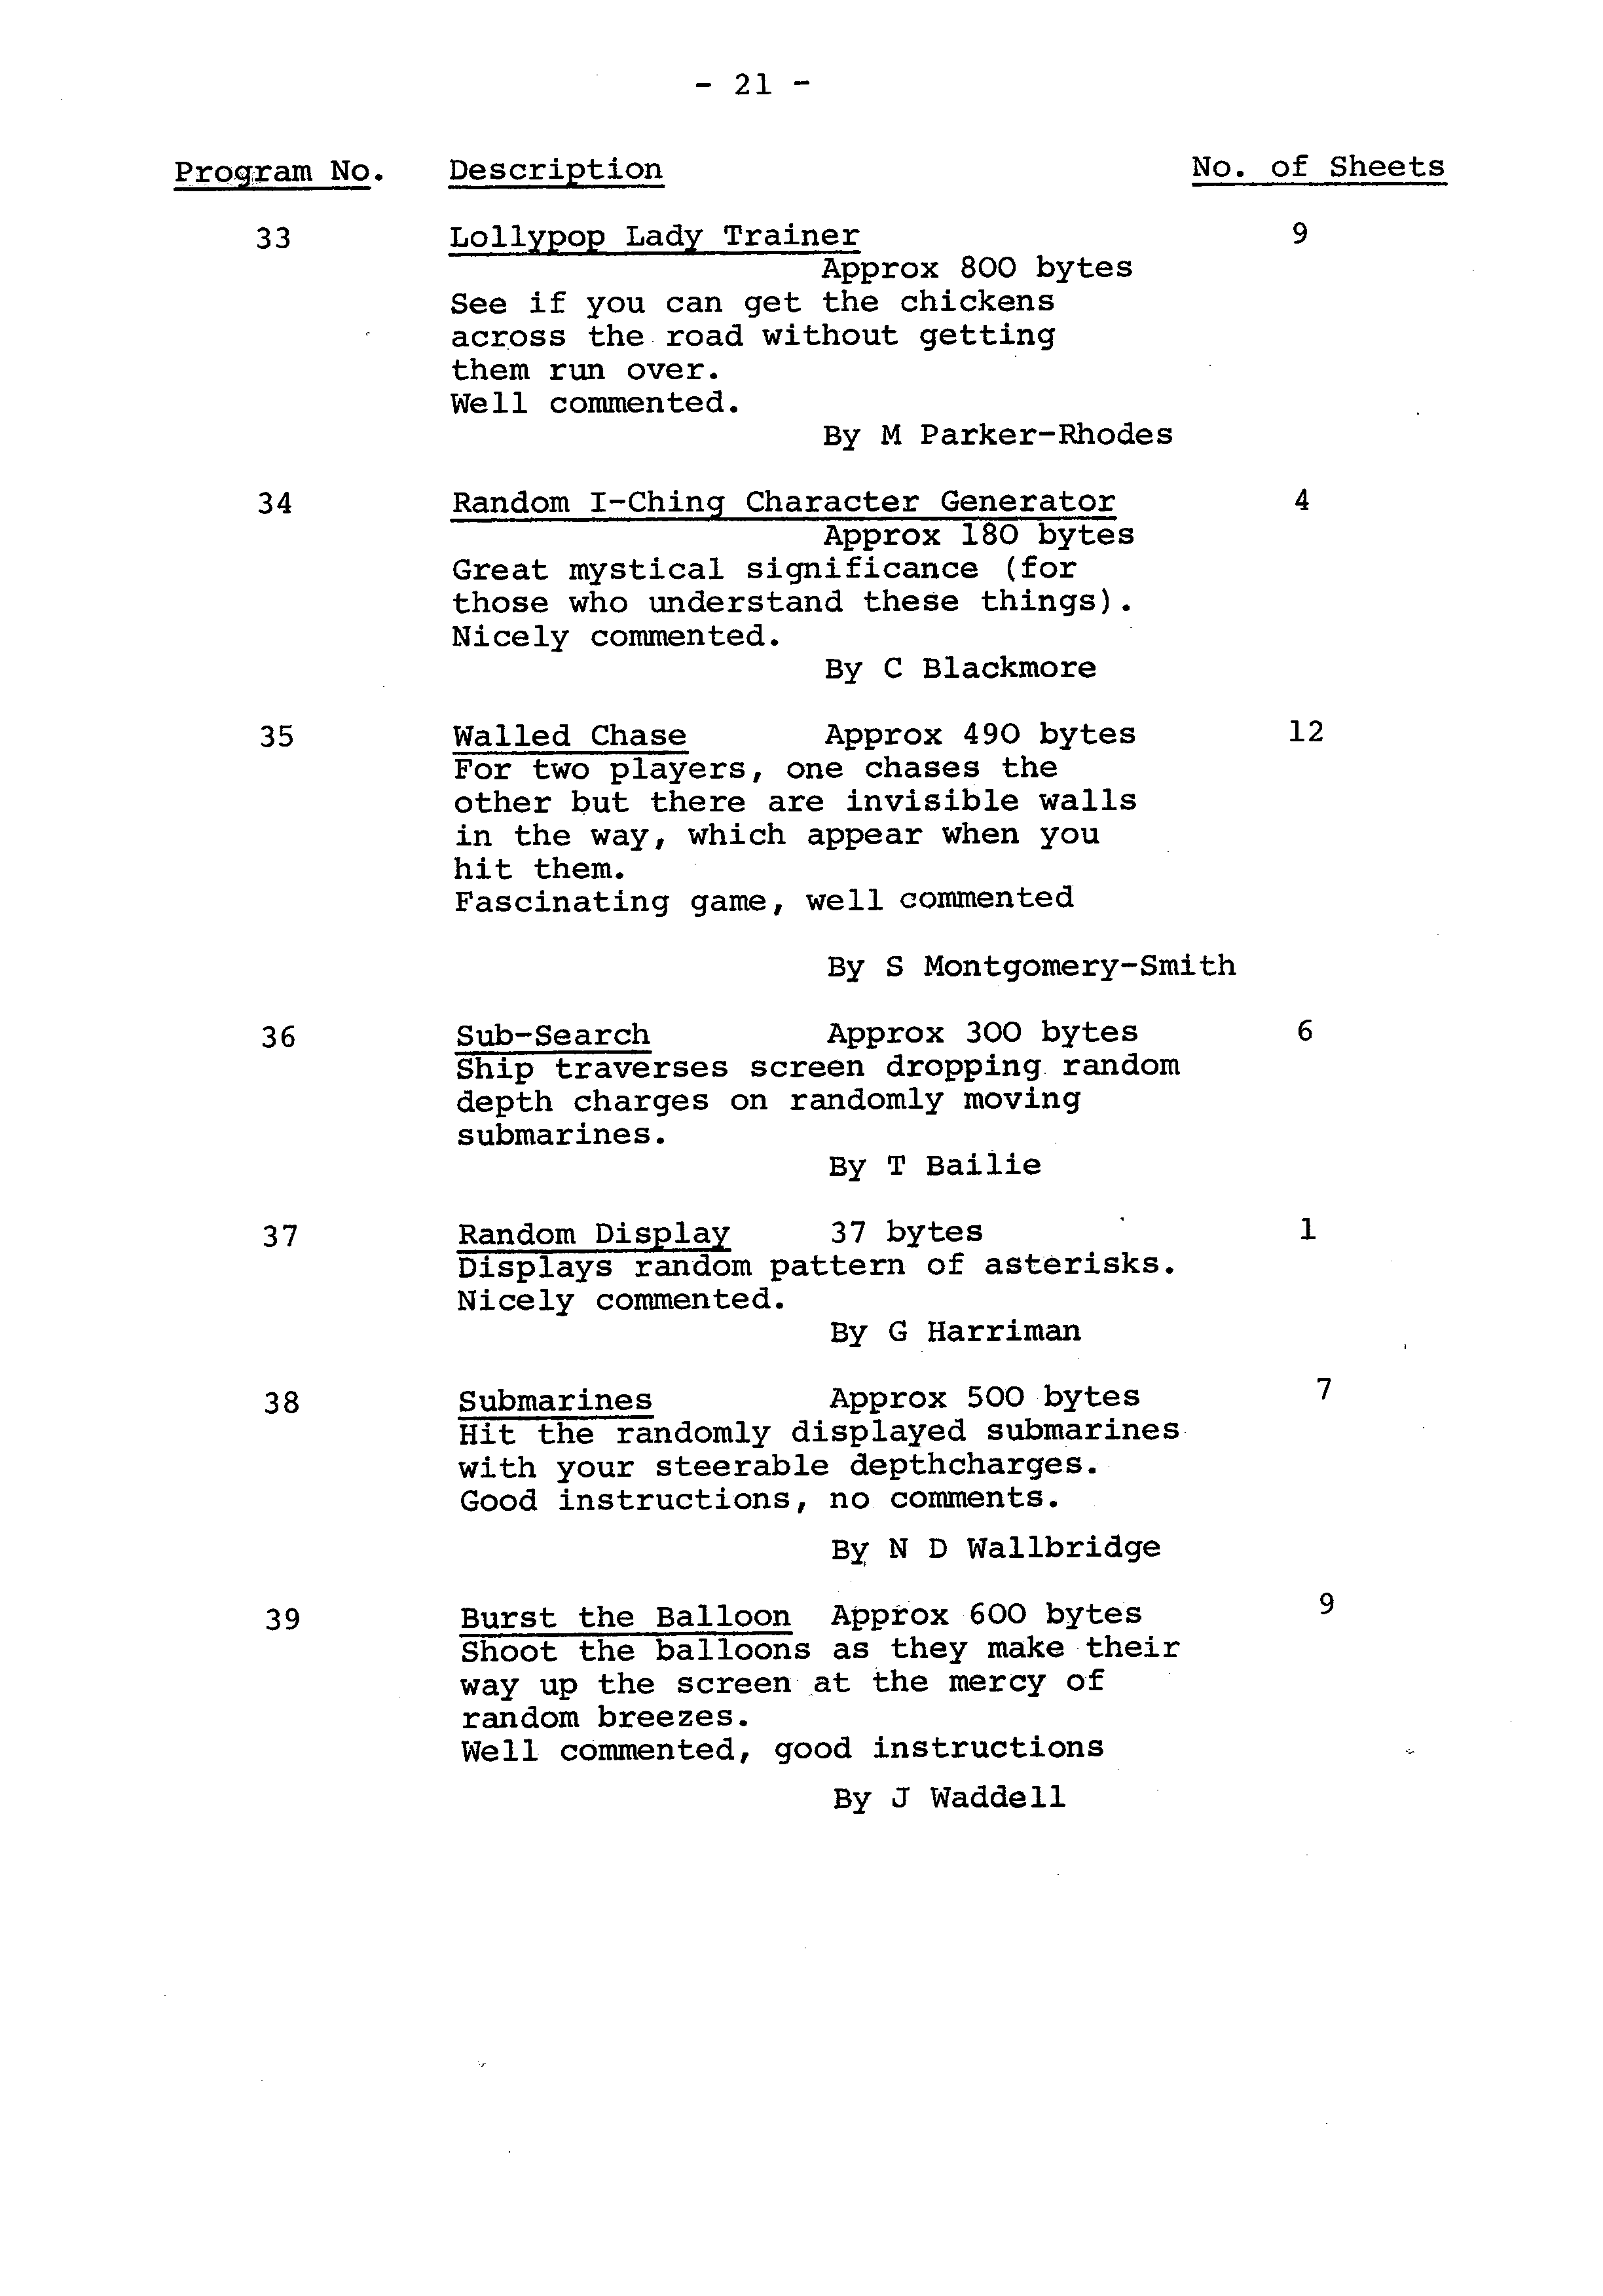 - 21 -
Program No. Description No. of Sheets
33 Lollypop Lady Trainer 9
Approx 800 bytes
See if you can get the chickens
across the road without getting
them run over.
Well commented.
By M Parker-Rhodes
34 Random I-Ching Character Generator 4
Approx 180 bytes
Great mystical significance (for
those who understand these things).
Nicely commented.
By C Blackmore
35 Walled Chase Approx 490 bytes 12
For two players, one chases the
other but there are invisible walls
in the way, which appear when you
hit them.
Fascinating game, well commented
By S Montgomery-Smith
36 Sub-Search Approx 300 bytes 6
Ship traverses screen dropping random
depth charges on randomly moving
submarines.
By T Bailie
37 Random Display 37 bytes 1
Displays random pattern of asterisks.
Nicely commented.
By G Harriman
38 Submarines Approx 500 bytes 7
Hit the randomly displayed submarines
with your steerable depthcharges.
Good instructions, no comments.
By N D Wallbridge
39 Burst the Balloon Approx 600 bytes 9
Shoot the balloons as they make their
way up the screen at the mercy of
random breezes.
Well commented, good instructions
By J Waddell